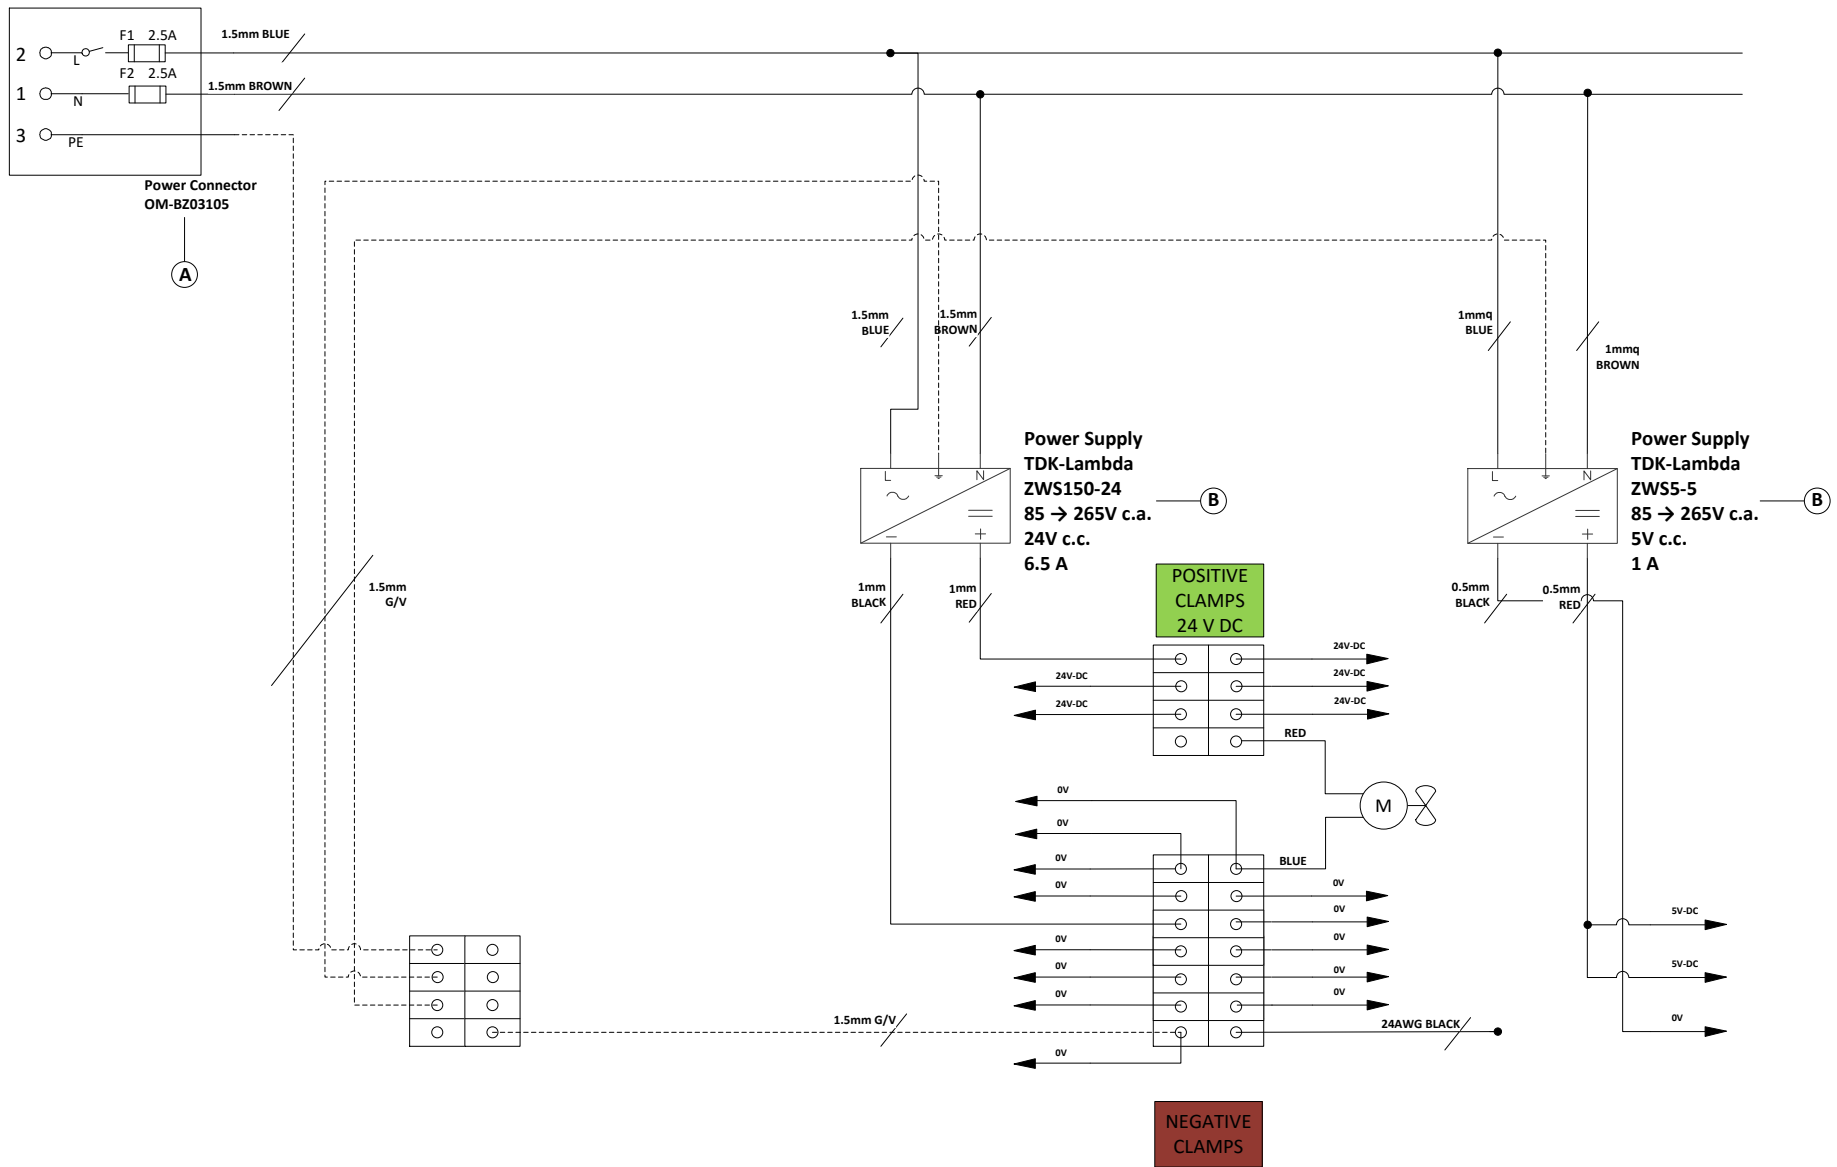 F1 2.5A
1.5mm BLUE
2
L
F2 2.5A
1.5mm BROWN
1
N
3
PE
Power Connector
OM-BZ03105
A
1.5mm
BLUE
1.5mm
BROWN
1mmq
BLUE
1mmq
BROWN
Power Supply
TDK-Lambda
ZWS150-24
85 → 265V c.a.
24V c.c.
6.5 A
B
L
N
Power Supply
TDK-Lambda
ZWS5-5
85 → 265V c.a.
5V c.c.
1 A
B
L
N
1.5mm
G/V
1mm
BLACK
1mm
RED
POSITIVE
CLAMPS
24 V DC
0.5mm
BLACK
0.5mm
RED
24V-DC
24V-DC
24V-DC
24V-DC
24V-DC
RED
M
0V
0V
BLUE
0V
0V
0V
0V
0V
0V
0V
0V
0V
0V
5V-DC
5V-DC
0V
1.5mm G/V
24AWG BLACK
0V
NEGATIVE
CLAMPS